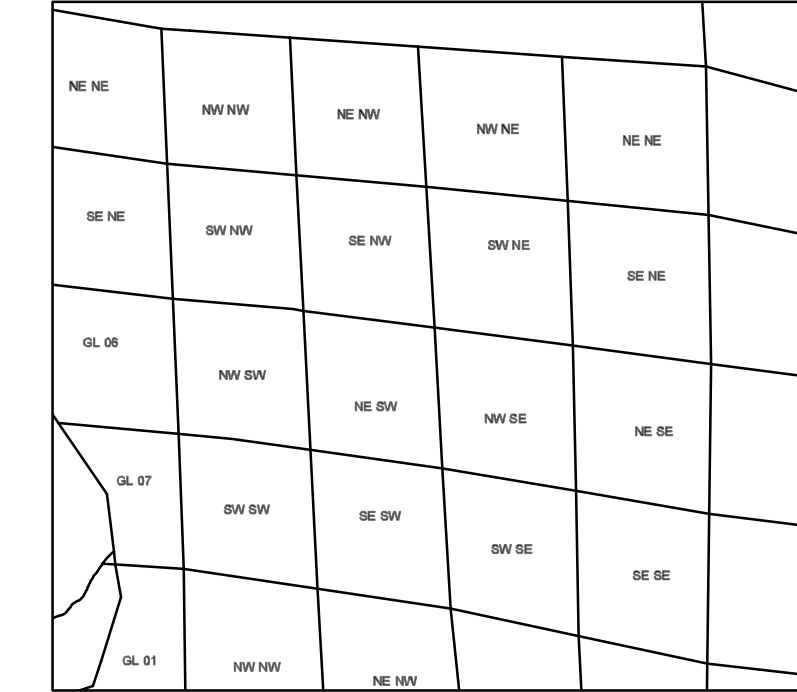 NE NE
NW NW
NE NW
NW NE
NE NE
SE NE
SW NW
SE NW
SW NE
SE NE
GL 06
NW SW
NE SW
NW SE
NE SE
GL 07
SW SW
SE SW
SW SE
SE SE
GL 01
NW NW
NE NW